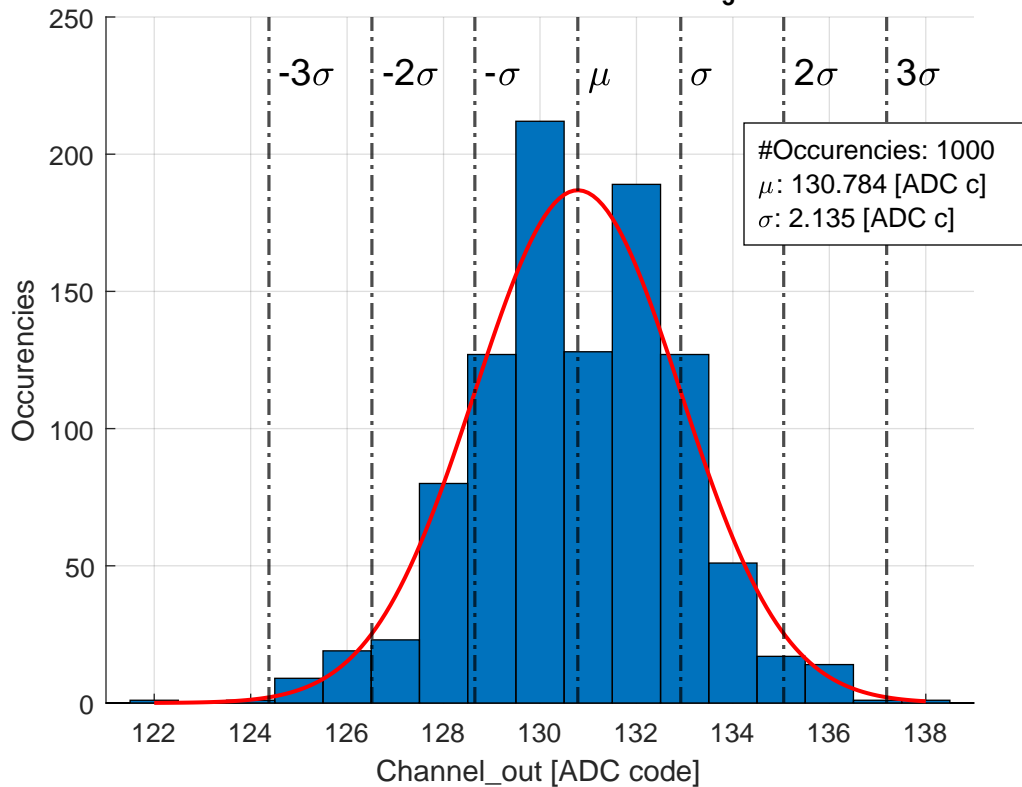 250
200
150
100
50
0
Occurencies
-3σ
-2σ
-σ
μ
σ
2σ
3σ
#Occurencies: 1000
μ: 130.784 [ADC c]
σ: 2.135 [ADC c]
122 124 126 128 130 132 134 136 138
Channel_out [ADC code]